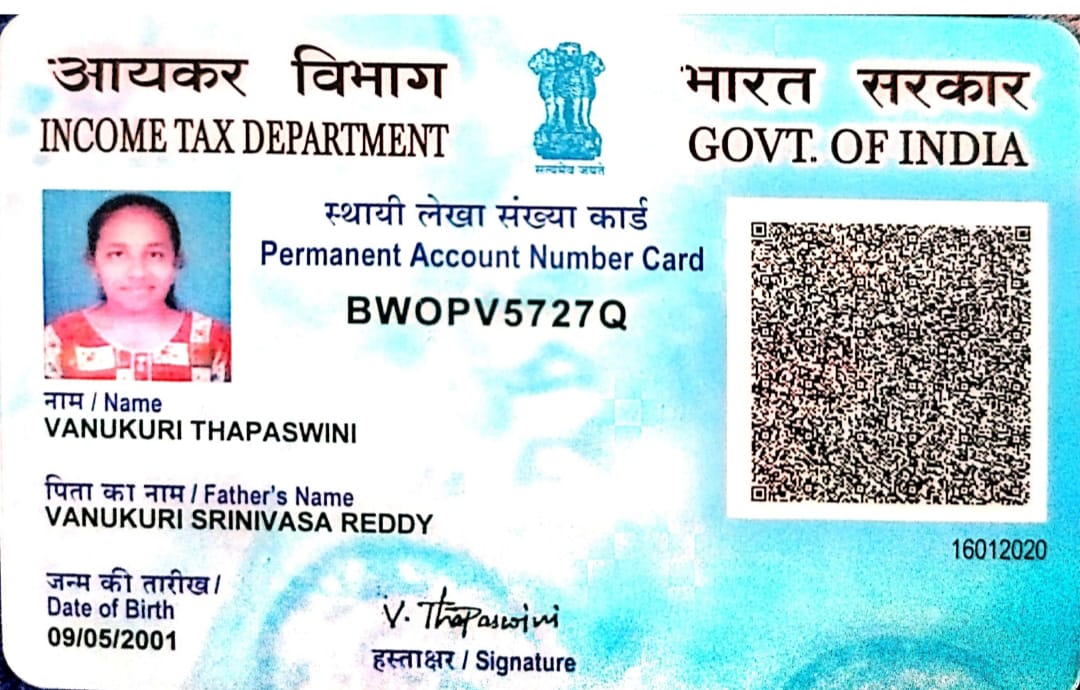 आयकर विभाग
INCOME TAX DEPARTMENT
सत्यमेव जयते
भारत सरकार
GOVT. OF INDIA
स्थायी लेखा संख्या कार्ड
Permanent Account Number Card
BWOPV5727Q
नाम / Name
VANUKURI THAPASWINI
पिता का नाम / Father's Name
VANUKURI SRINIVASA REDDY
16012020
जन्म की तारीख /
Date of Birth
09/05/2001
V. Thapaswini
हस्ताक्षर / Signature